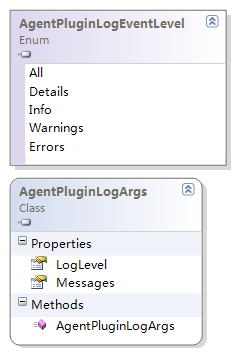 AgentPluginLogEventLevel
Enum
All
Details
Info
Warnings
Errors
AgentPluginLogArgs
Class
Properties
LogLevel
Messages
Methods
AgentPluginLogArgs